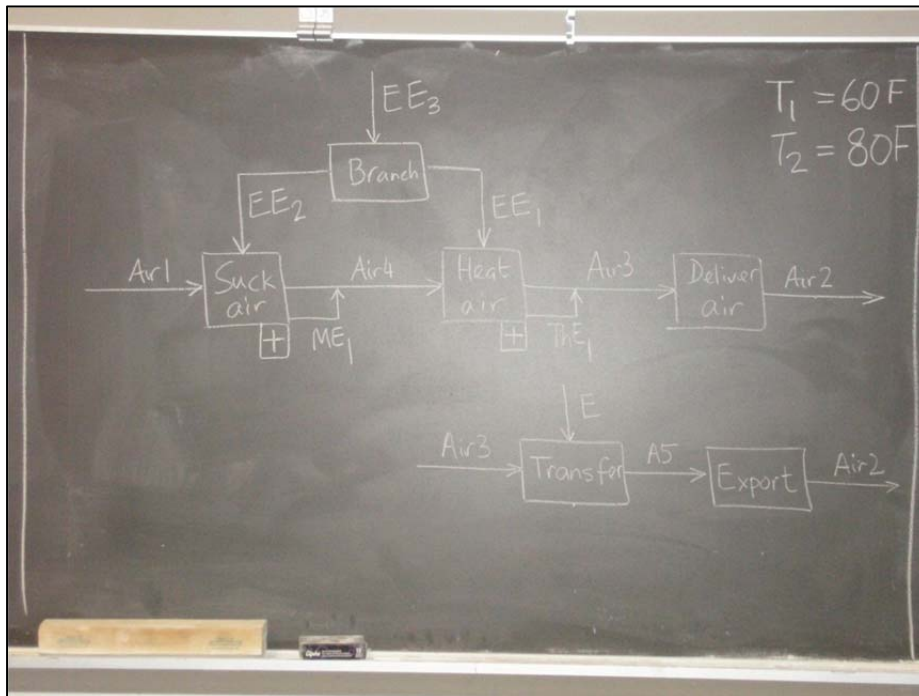 EE₃
T₁ = 60F
T₂ = 80F
Branch
EE₂
EE₁
Air1
Suck
air
+
ME₁
Air4
Heat
air
+
ThE₁
Air3
Deliver
air
Air2
E
Air3
Transfer
A5
Export
Air2